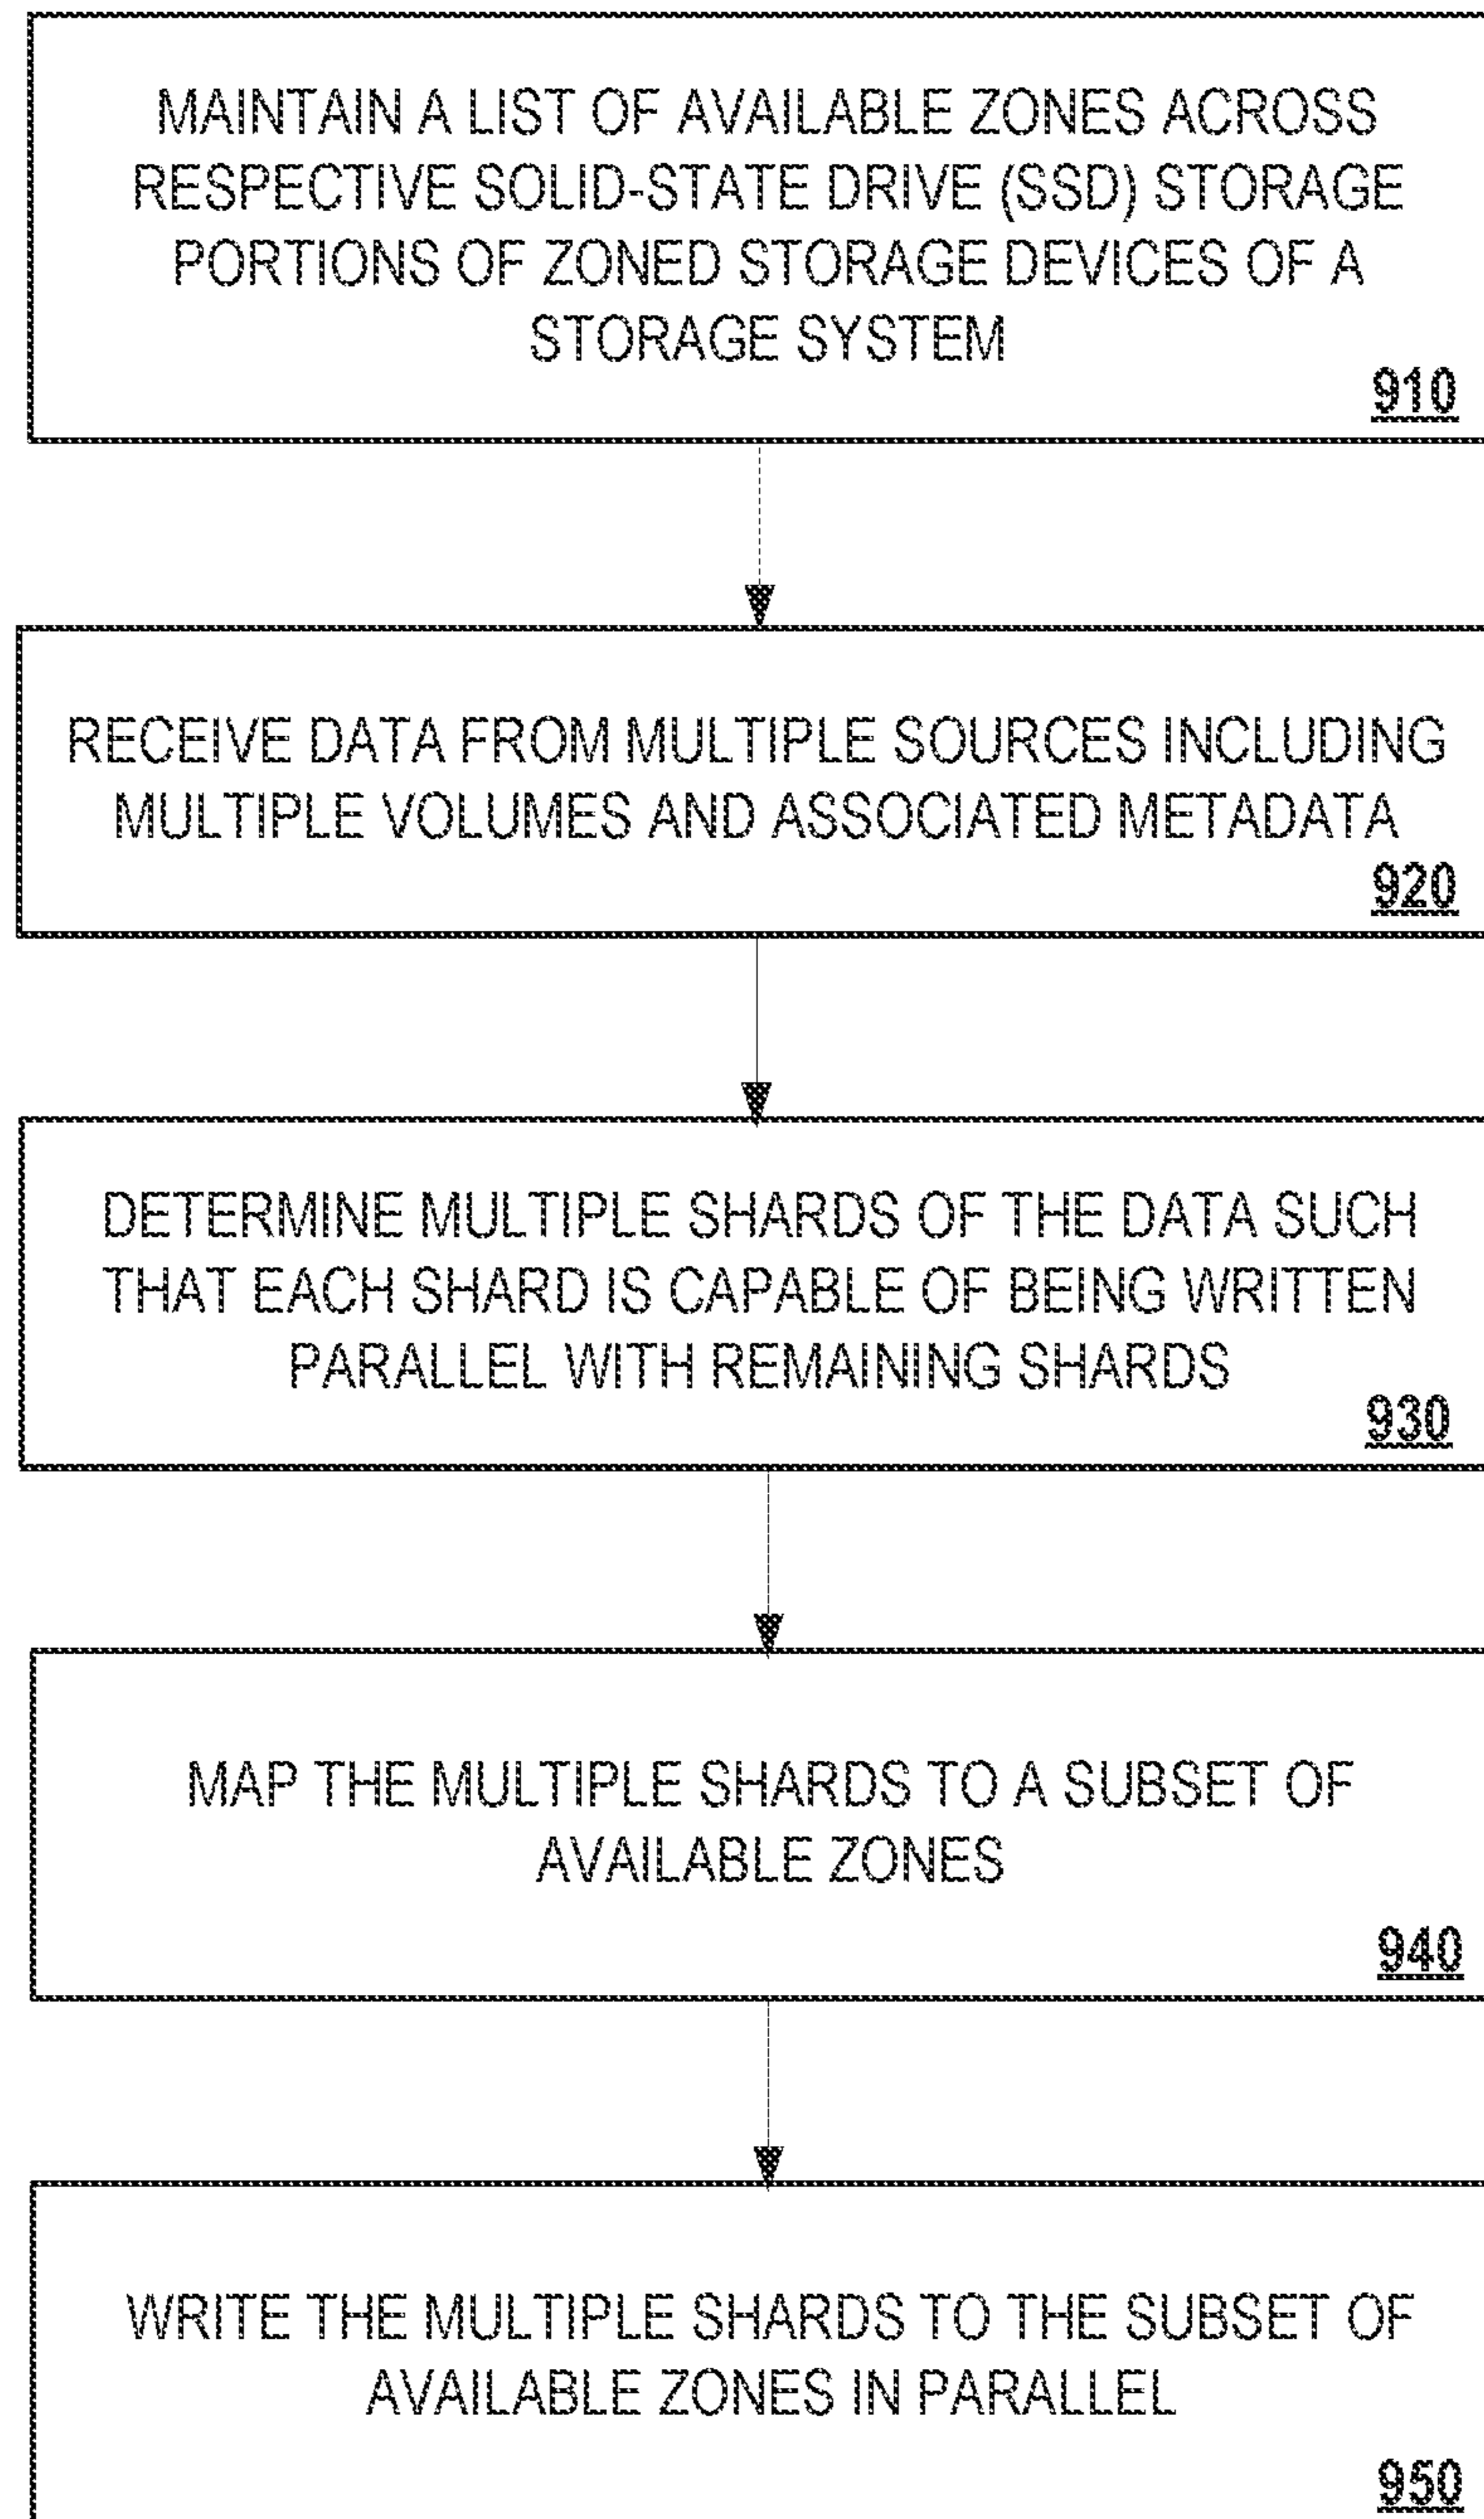 MAINTAIN A LIST OF AVAILABLE ZONES ACROSS
RESPECTIVE SOLID-STATE DRIVE (SSD) STORAGE
PORTIONS OF ZONED STORAGE DEVICES OF A
STORAGE SYSTEM
910
RECEIVE DATA FROM MULTIPLE SOURCES INCLUDING
MULTIPLE VOLUMES AND ASSOCIATED METADATA
920
DETERMINE MULTIPLE SHARDS OF THE DATA SUCH
THAT EACH SHARD IS CAPABLE OF BEING WRITTEN
PARALLEL WITH REMAINING SHARDS
930
MAP THE MULTIPLE SHARDS TO A SUBSET OF
AVAILABLE ZONES
940
WRITE THE MULTIPLE SHARDS TO THE SUBSET OF
AVAILABLE ZONES IN PARALLEL
950